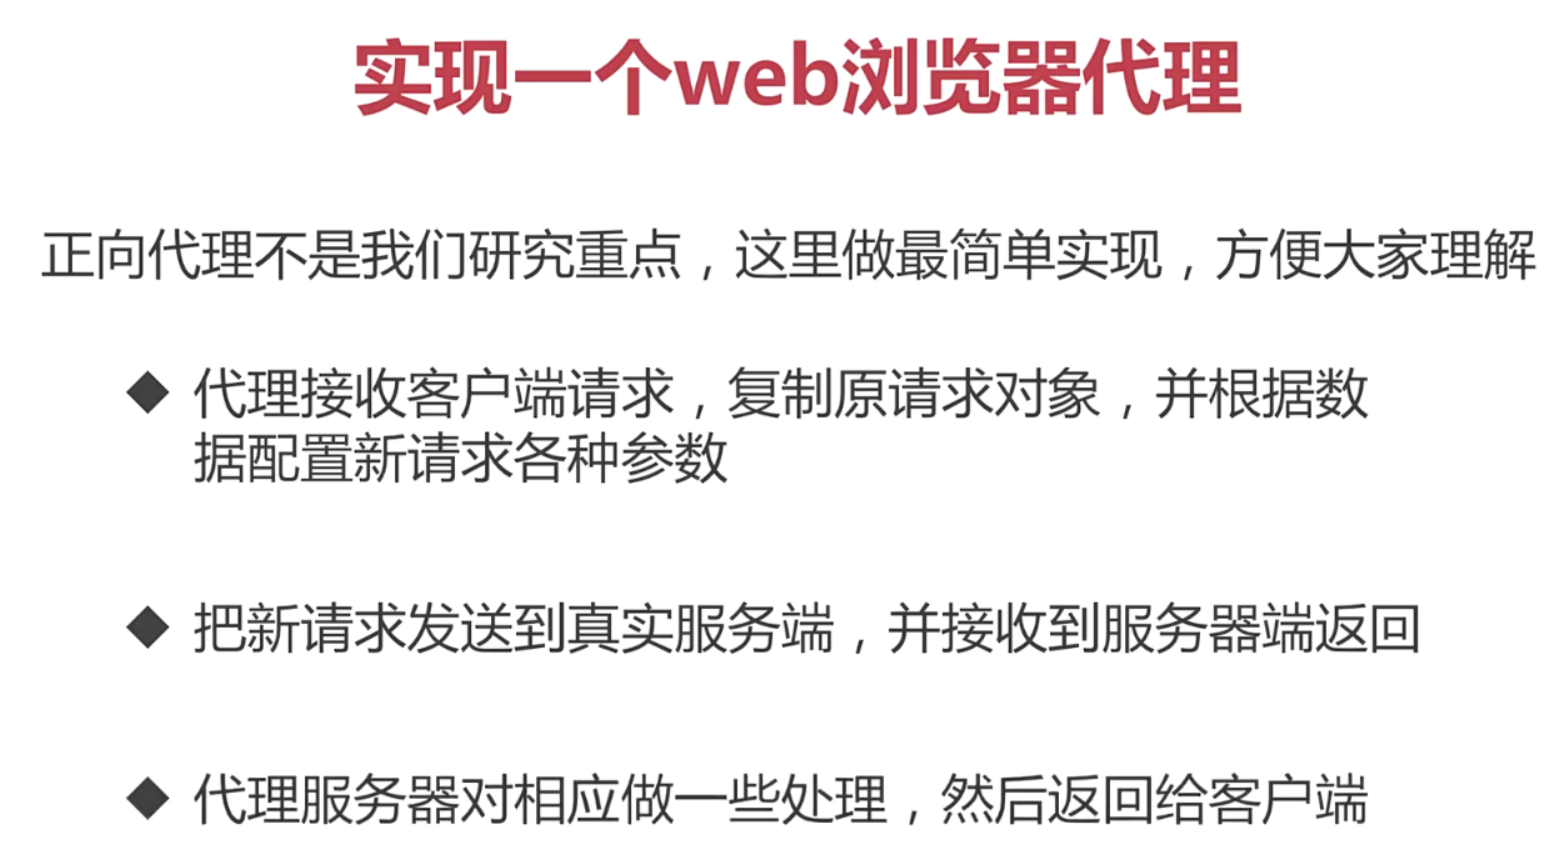 实现一个web浏览器代理
正向代理不是我们研究重点，这里做最简单实现，方便大家理解
◆ 代理接收客户端请求，复制原请求对象，并根据数
据配置新请求各种参数
◆ 把新请求发送到真实服务端，并接收到服务器端返回
◆ 代理服务器对相应做一些处理，然后返回给客户端